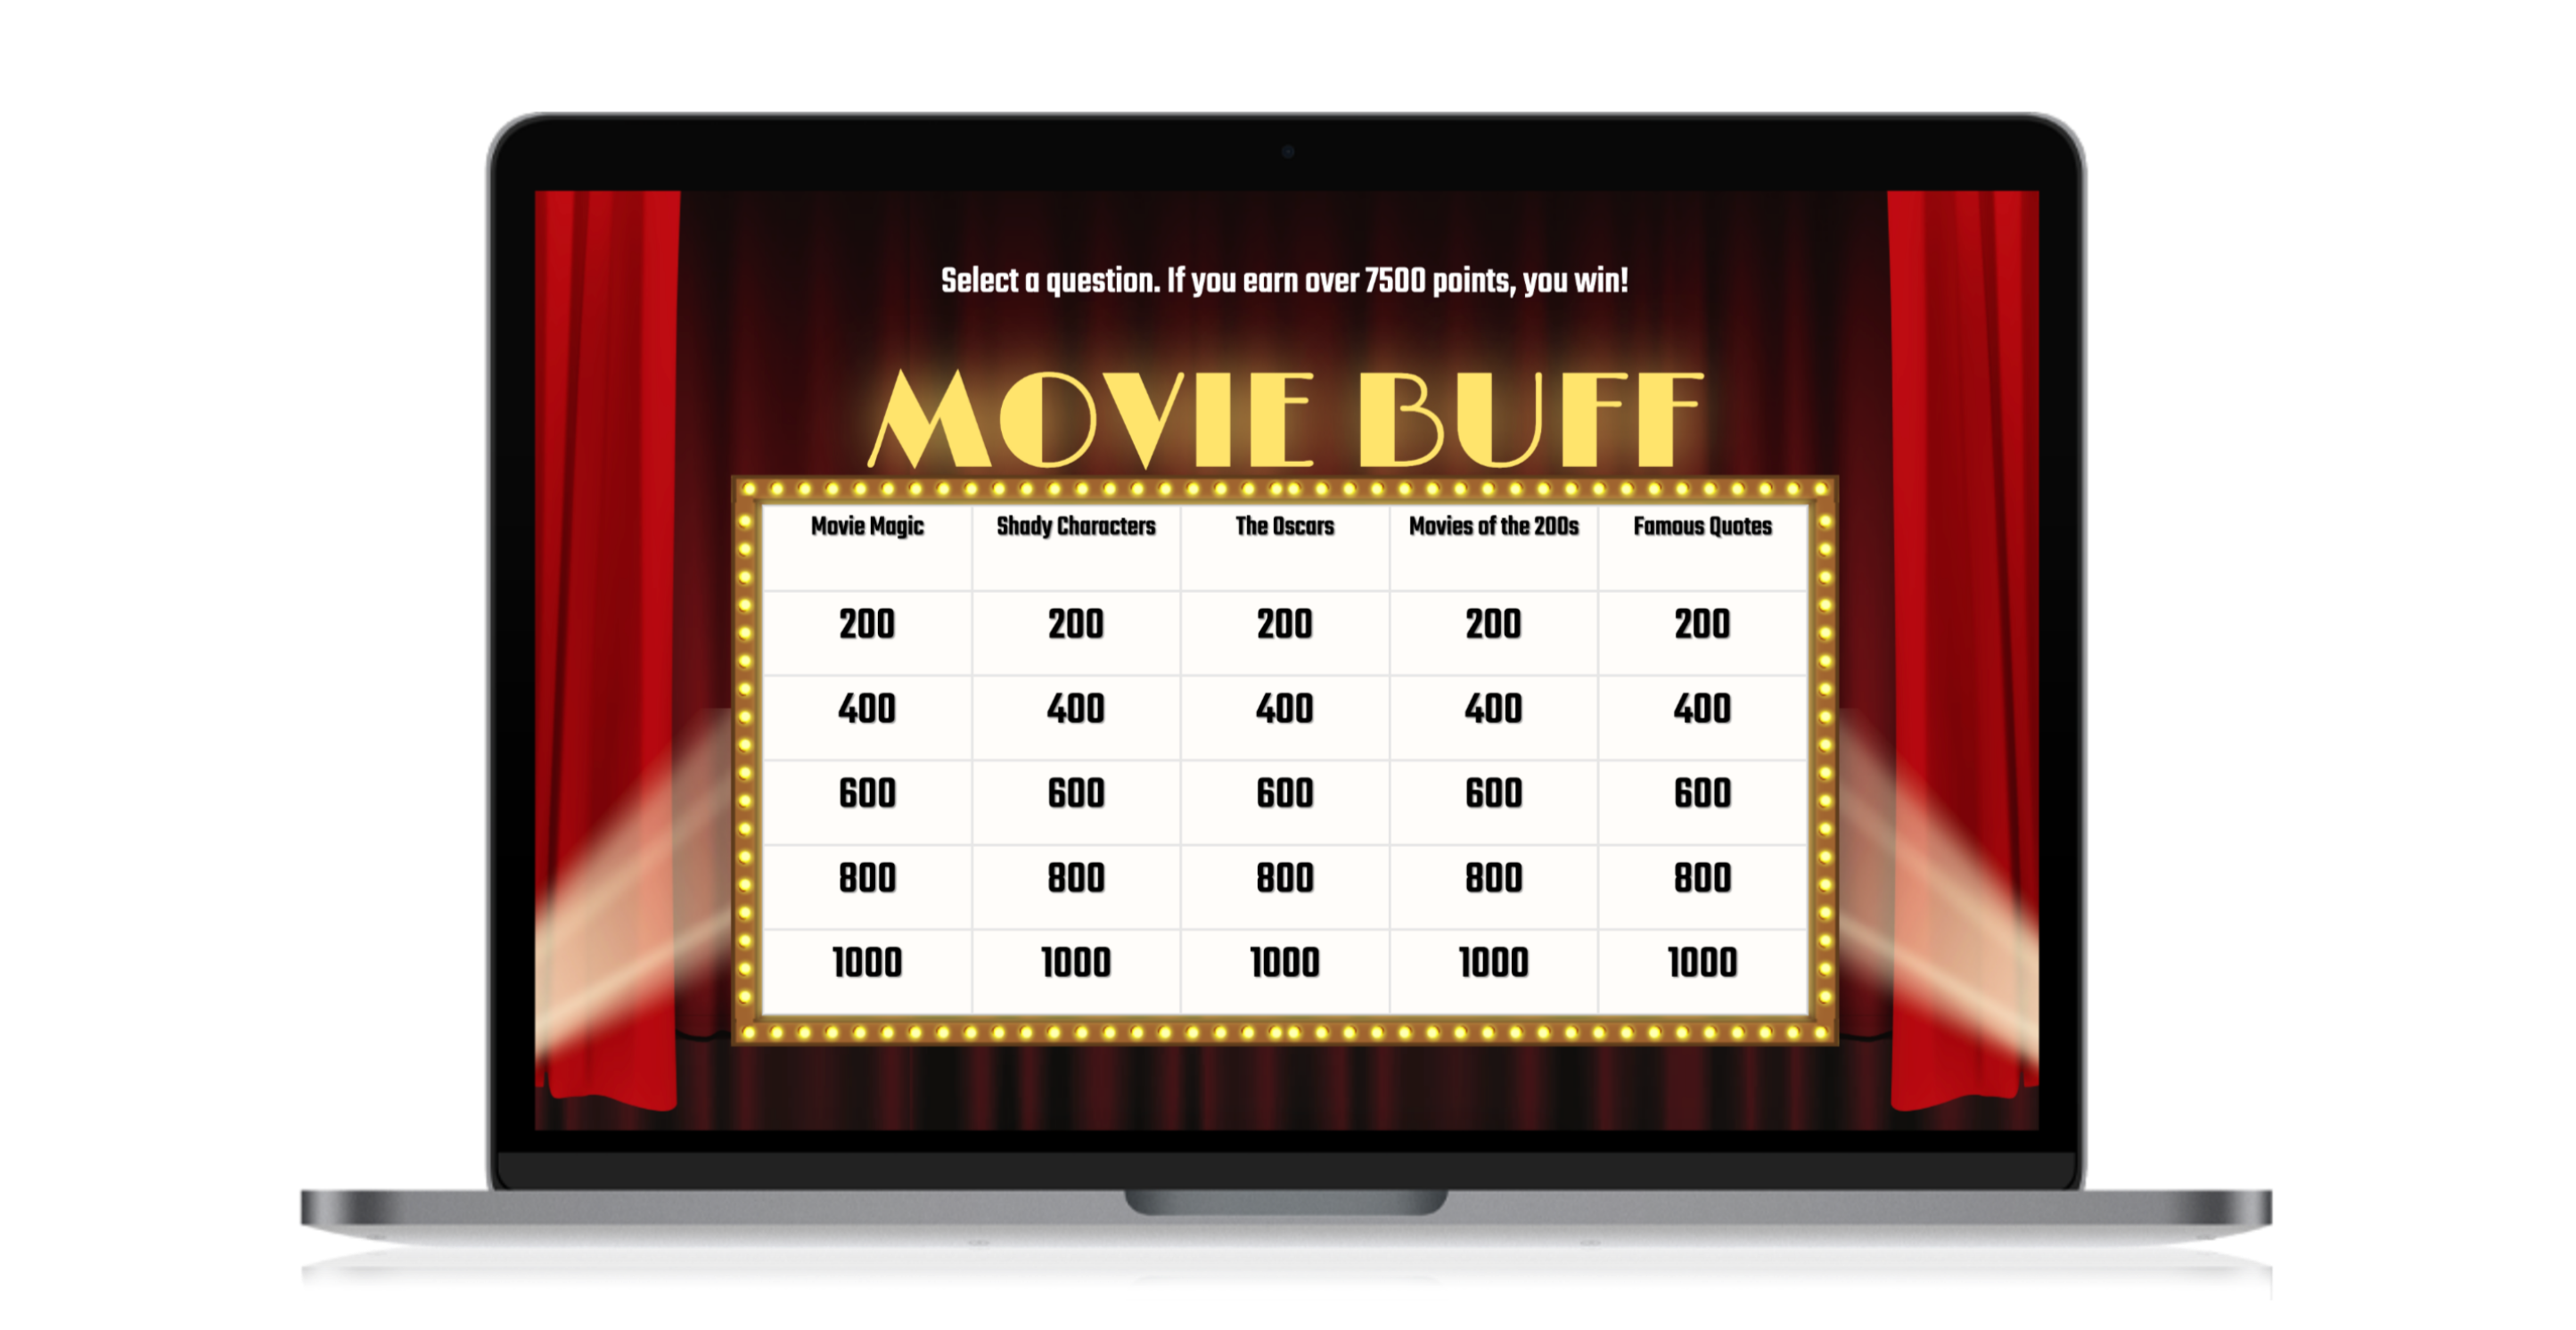 Select a question. If you earn over 7500 points, you win!
MOVIE BUFF
Movie Magic Shady Characters The Oscars Movies of the 200s Famous Quotes
200 200 200 200 200
400 400 400 400 400
600 600 600 600 600
800 800 800 800 800
1000 1000 1000 1000 1000